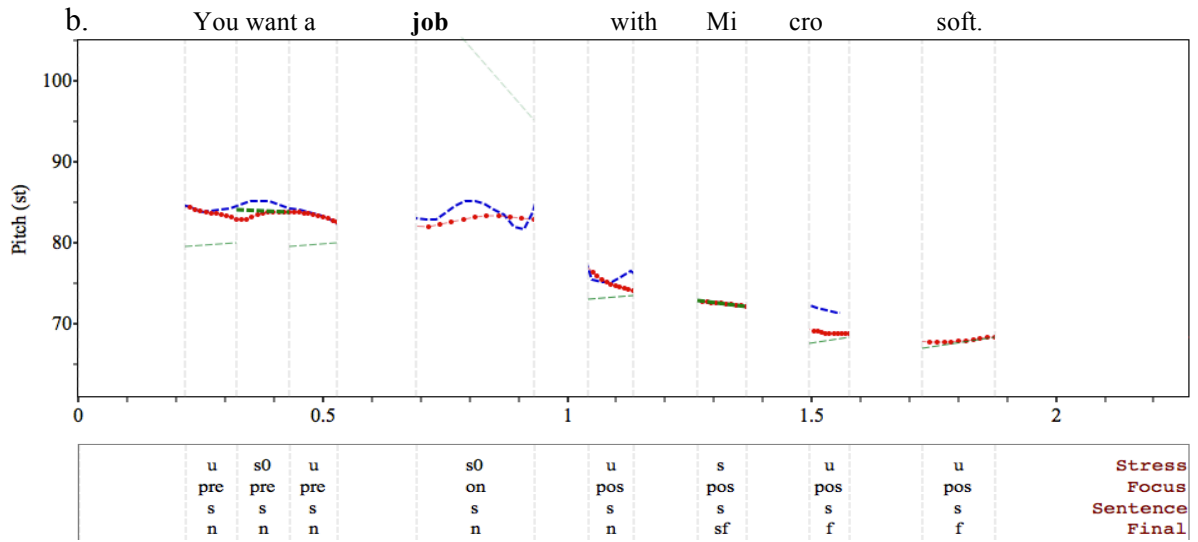 b. You want a job with Mi cro soft.
100
90
80
70
Pitch (st)
0 0.5 1 1.5 2
u s0 u s0 u s u u Stress
pre pre pre on pos pos pos pos Focus
s s s s s s s s Sentence
n n n n n sf f f Final